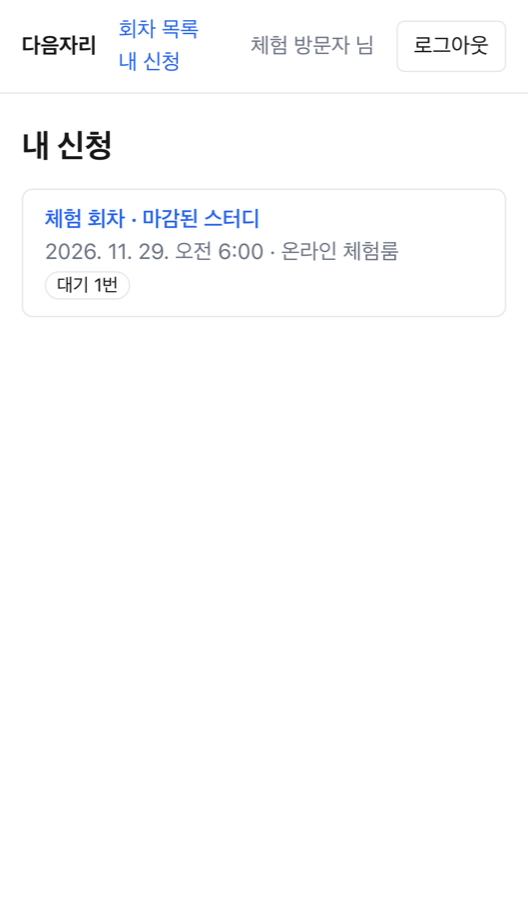 다음자리
회차 목록
내 신청
체험 방문자 님
로그아웃
내 신청
체험 회차 · 마감된 스터디
2026. 11. 29. 오전 6:00 · 온라인 체험룸
대기 1번